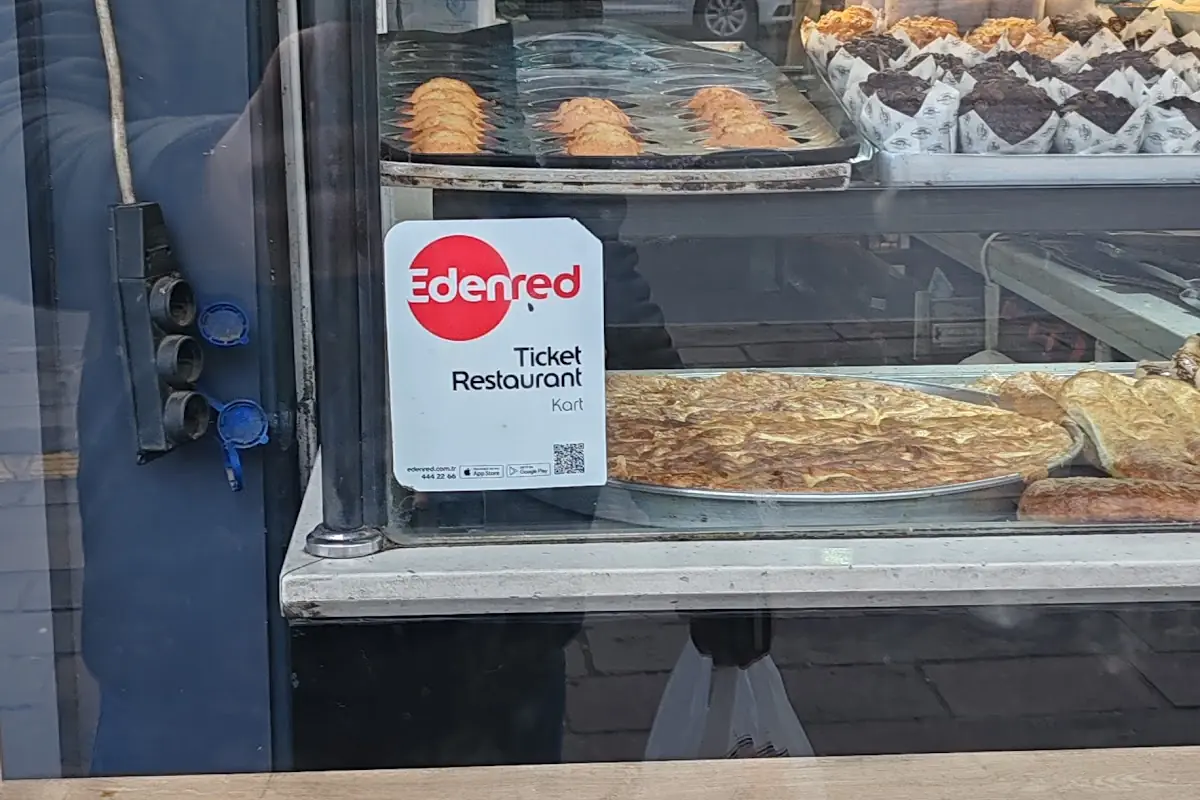 Edenred
Ticket
Restaurant
Kart
edenred.com.tr
444 22 66
App Store
Google Play